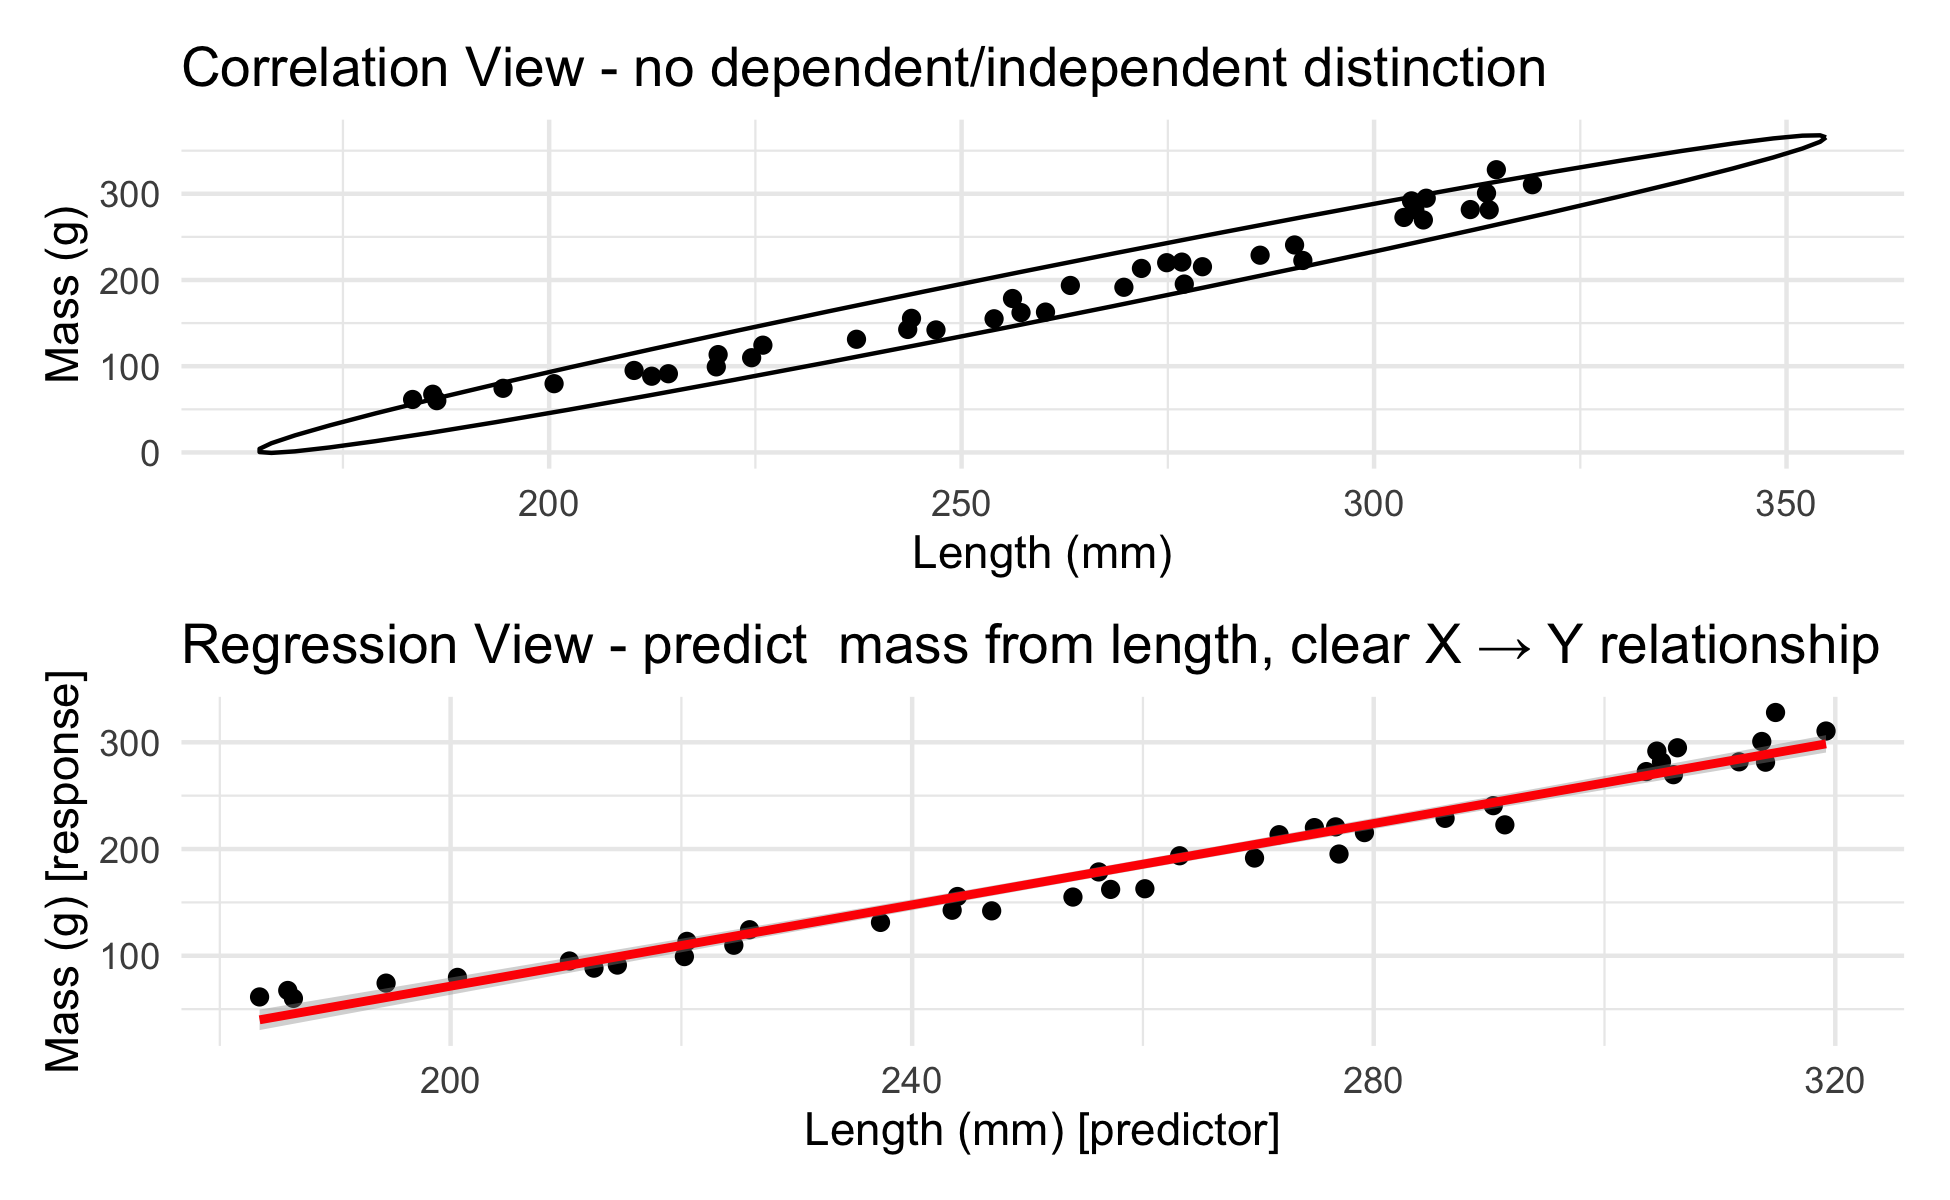 Correlation View - no dependent/independent distinction
Mass (g)
300
200
100
0
200 250 300 350
Length (mm)
Regression View - predict  mass from length, clear X → Y relationship
Mass (g) [response]
300
200
100
200 240 280 320
Length (mm) [predictor]